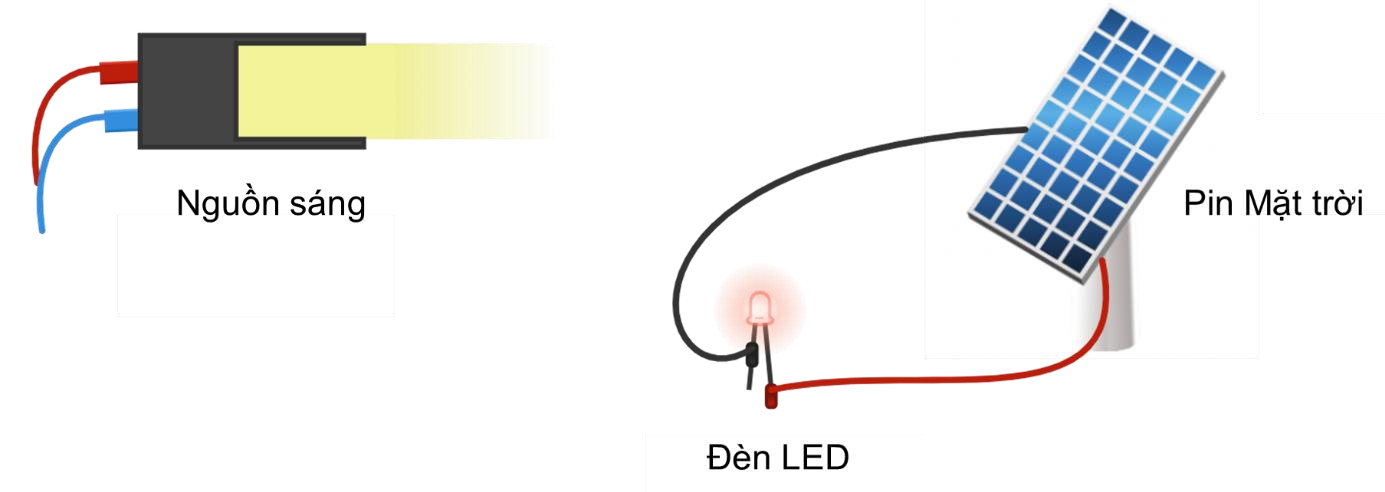 Nguồn sáng
Pin Mặt trời
Đèn LED